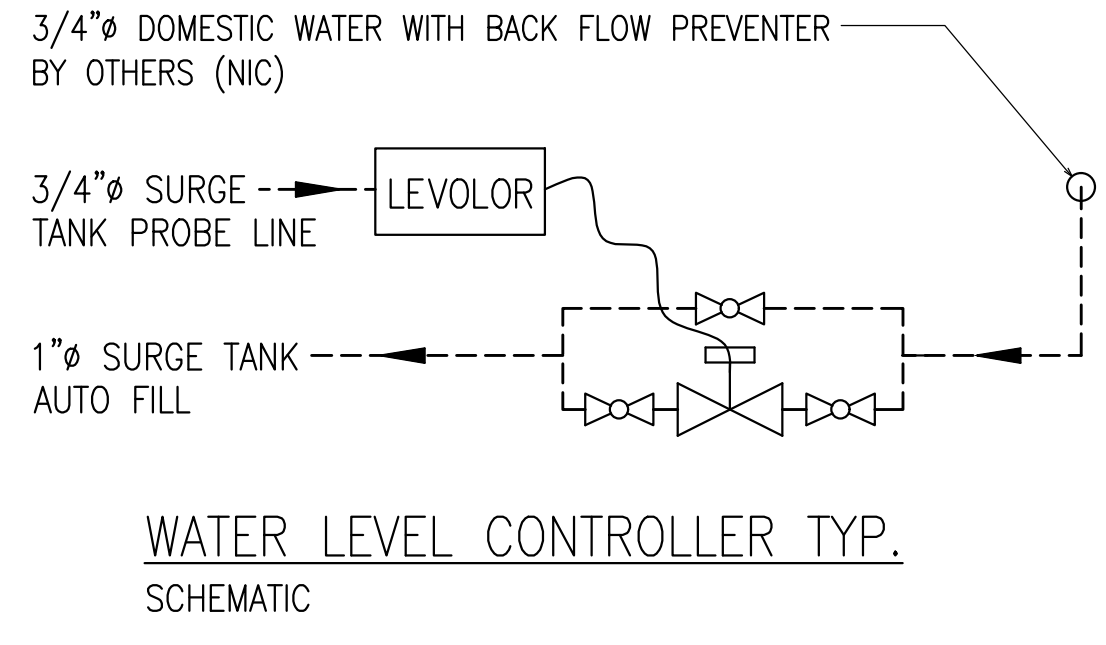 3/4"ø DOMESTIC WATER WITH BACK FLOW PREVENTER
BY OTHERS (NIC)
3/4"ø SURGE
TANK PROBE LINE
LEVOLOR
1"ø SURGE TANK
AUTO FILL
WATER LEVEL CONTROLLER TYP.
SCHEMATIC